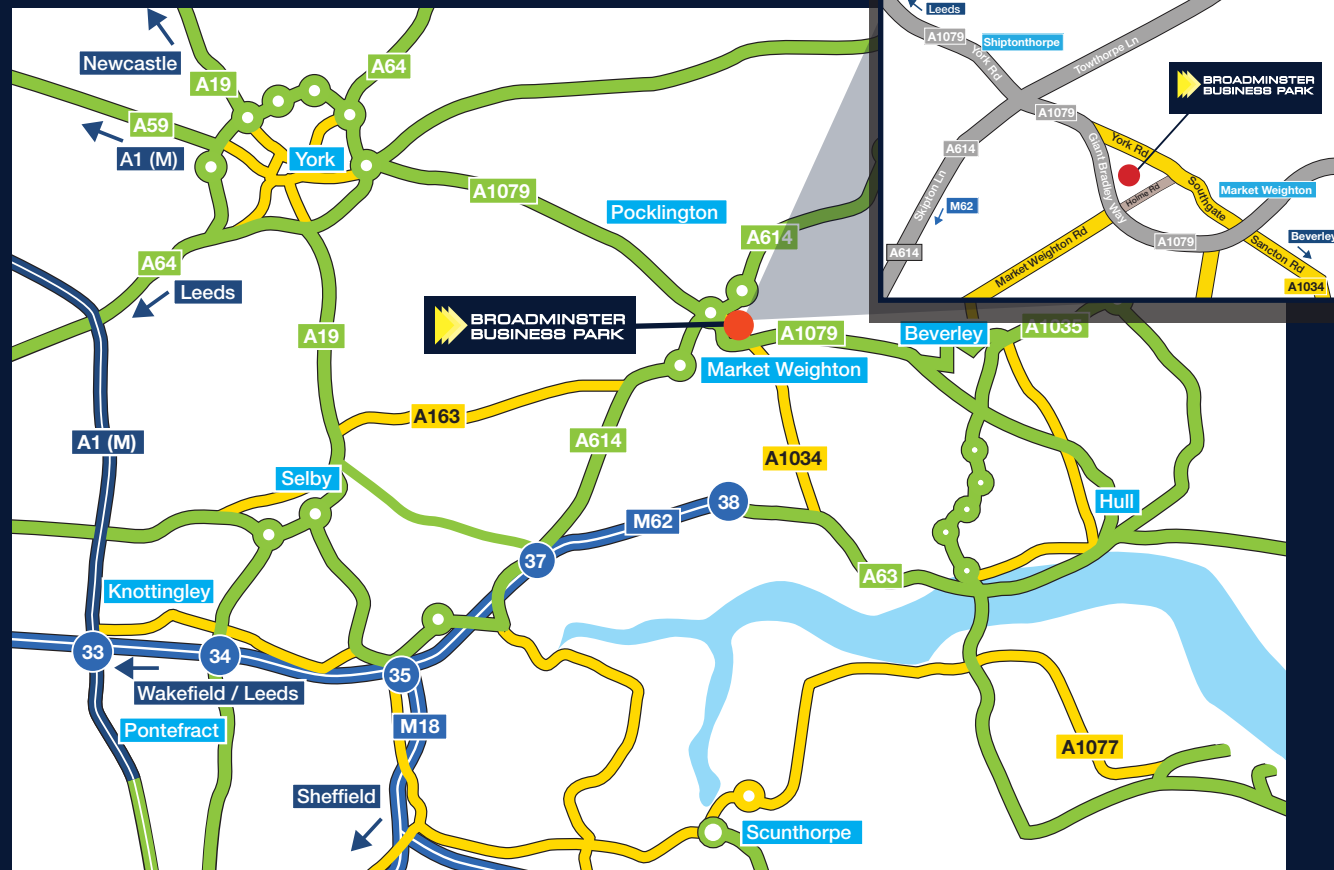 Newcastle
A19
A64
A59
A1 (M)
York
A1079
Pocklington
A614
A64
Leeds
BROADMINSTER
BUSINESS PARK
A19
A1079
Beverley
A1035
Market Weighton
A163
A614
A1034
A1 (M)
Selby
M62
38
Hull
37
A63
Knottingley
33
34
35
Wakefield / Leeds
Pontefract
M18
A1077
Sheffield
Scunthorpe
Leeds
A1079
Shiptonthorpe
York Rd
Towthorpe Ln
BROADMINSTER
BUSINESS PARK
A1079
A614
York Rd
Giant Bradley Way
Holme Rd
Southgate
Market Weighton
Skipton Ln
M62
Market Weighton Rd
A1079
Sancton Rd
Beverley
A614
A1034